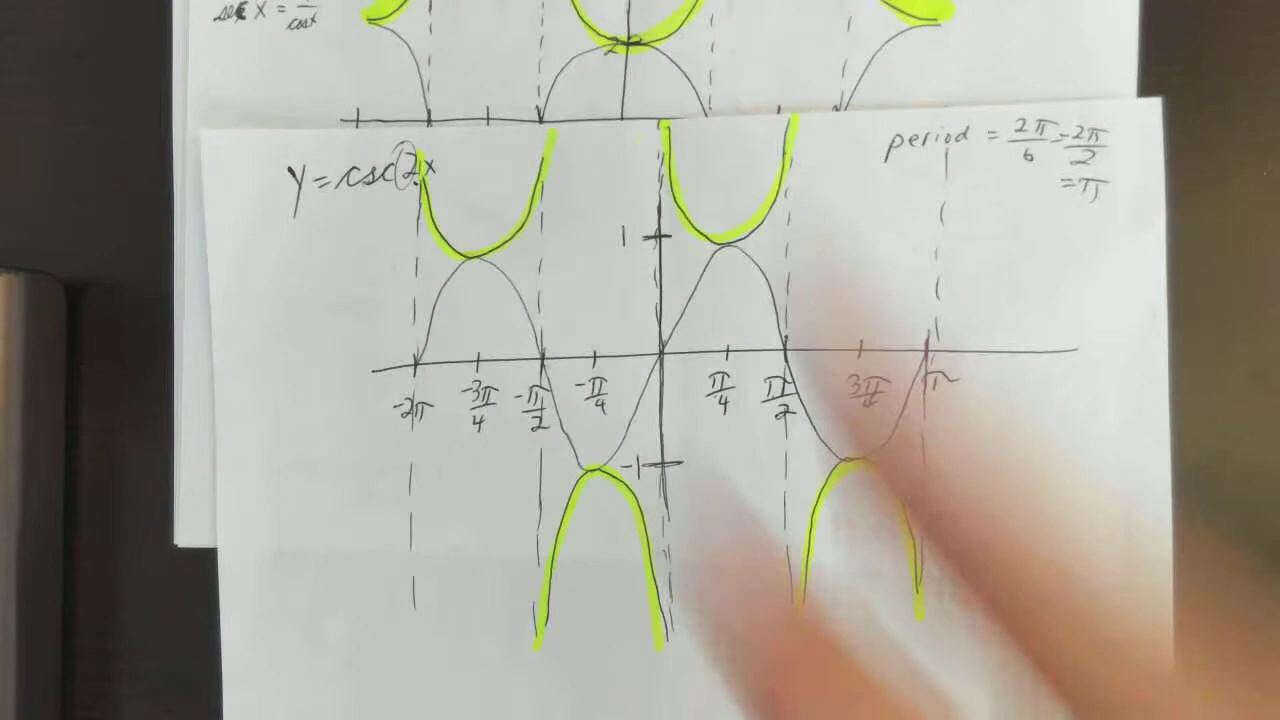 sec x = 1/cosx
y = csc 2x
period = 2π/b = 2π/2
= π
1
-2π
-3π/4
-π/2
-π/4
π/4
π/2
3π/4
π
-1